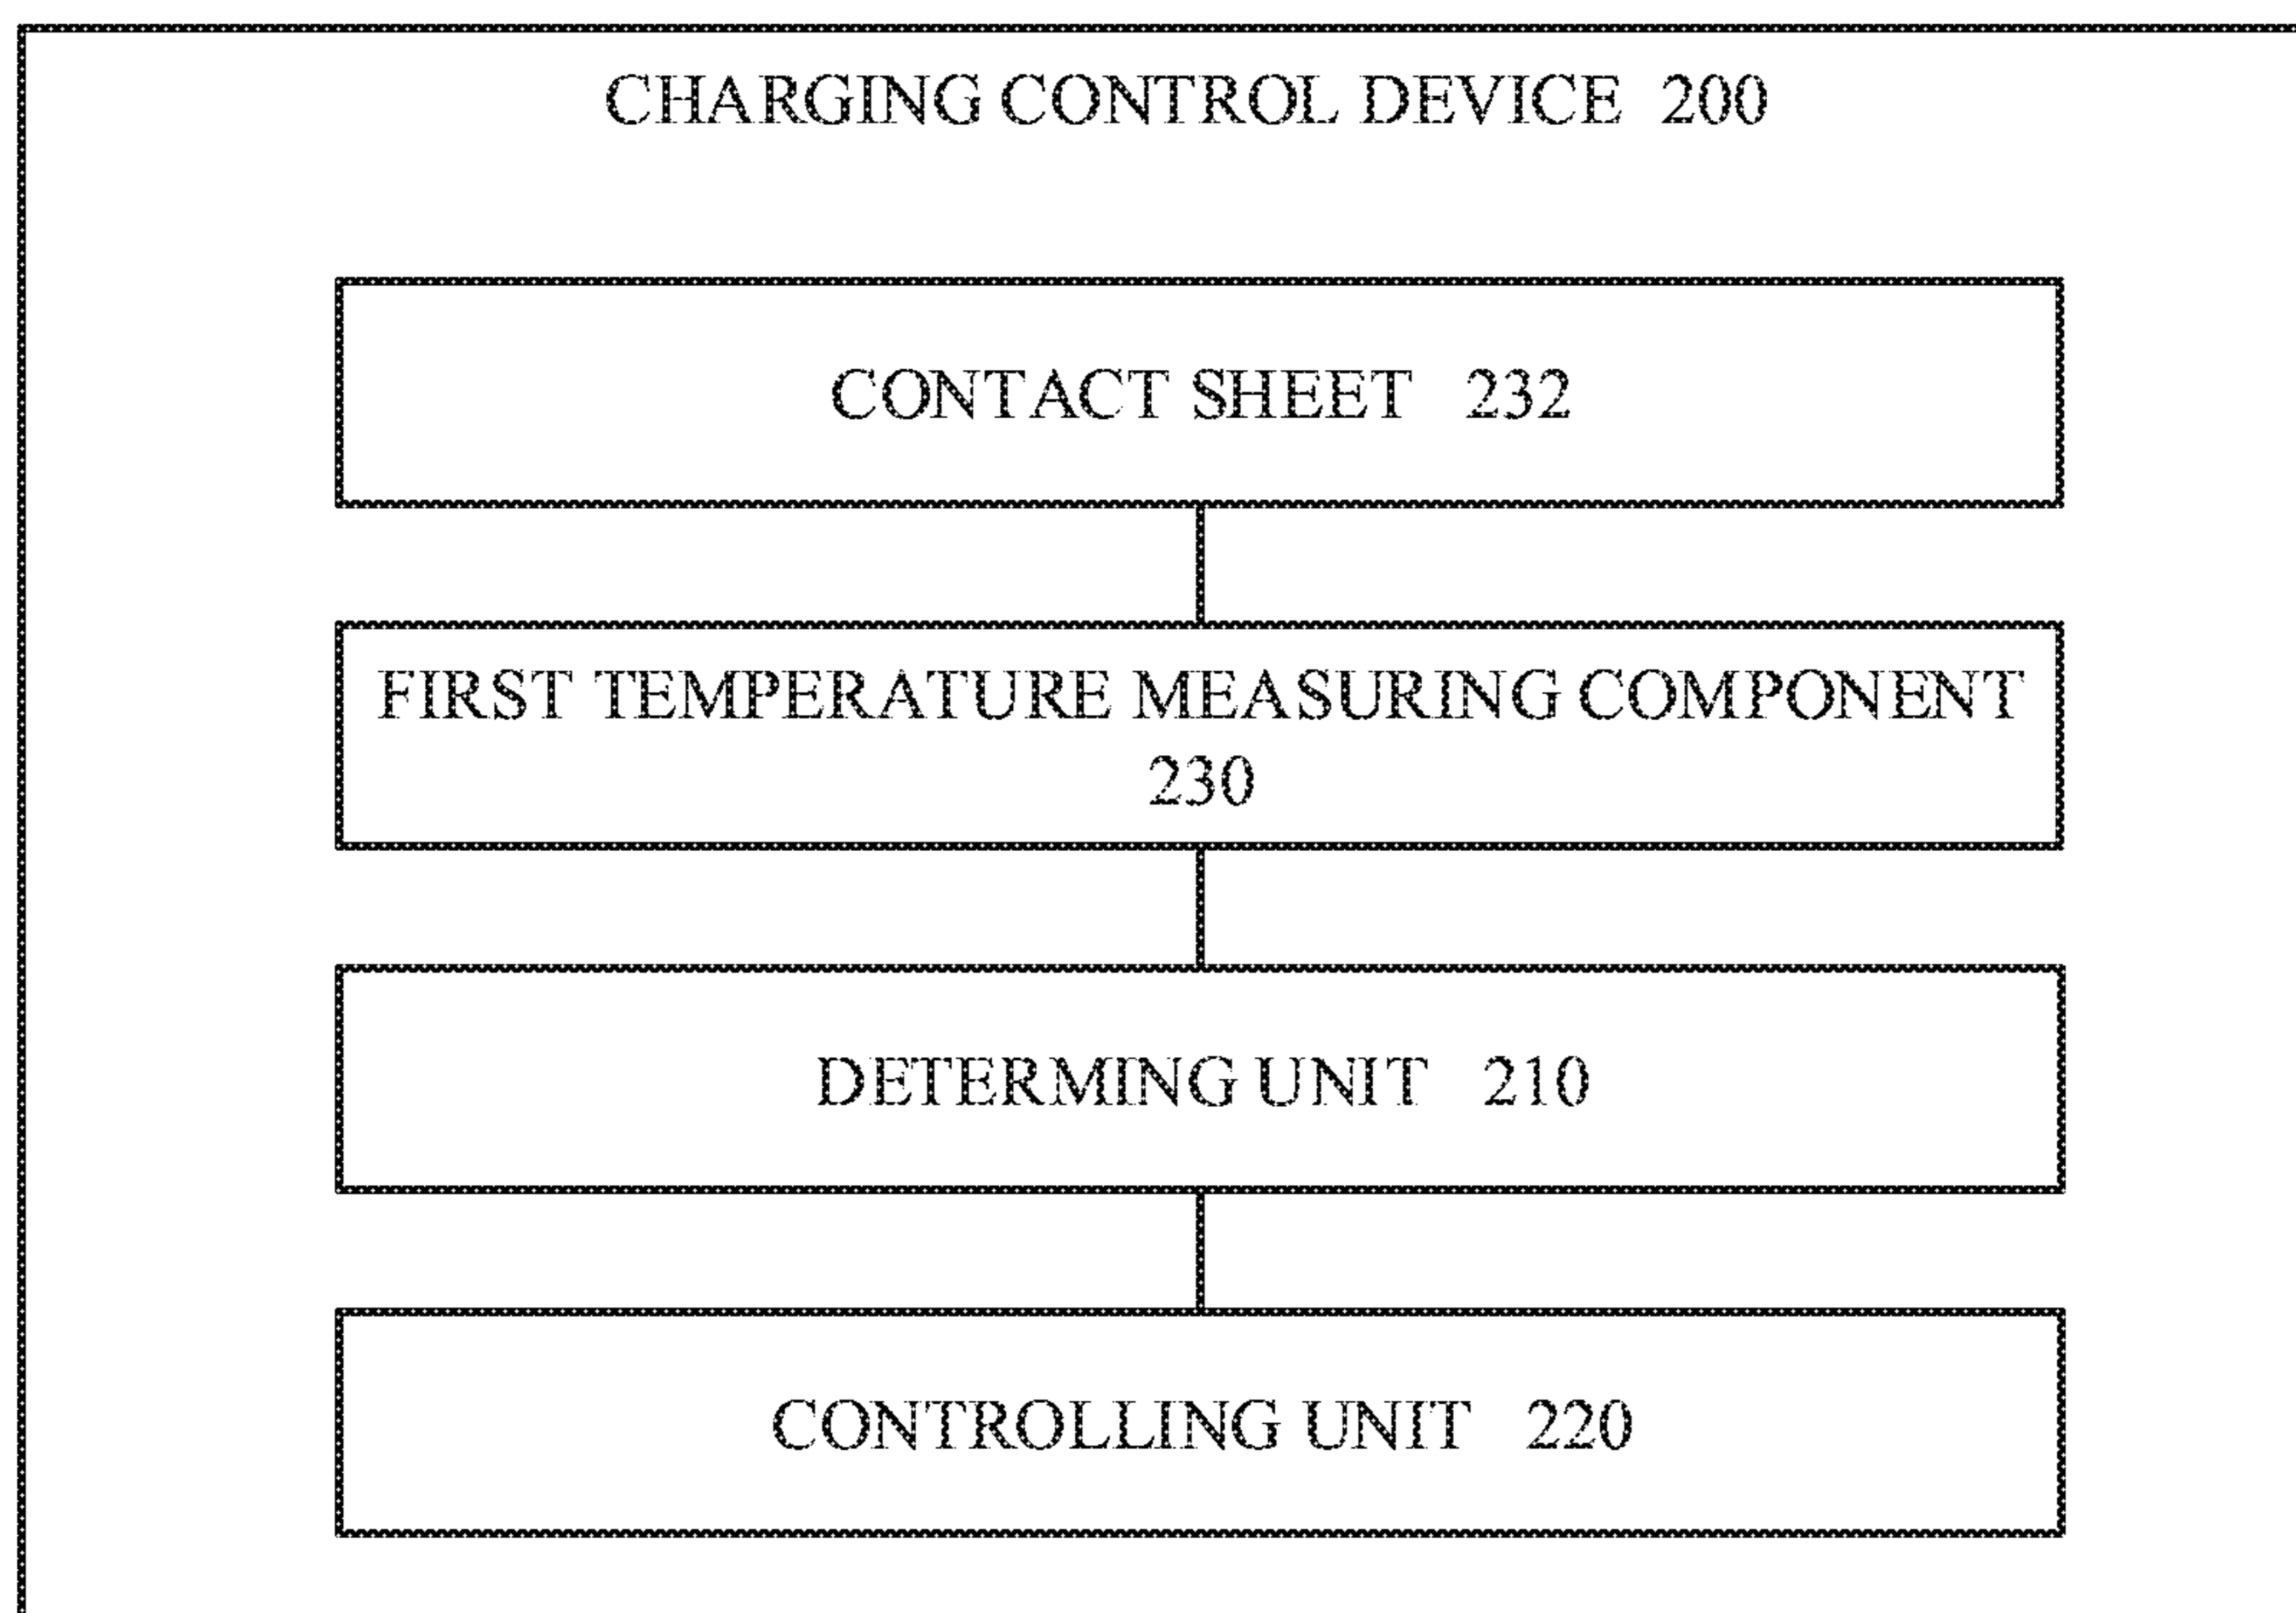 CHARGING CONTROL DEVICE 200
CONTACT SHEET 232
FIRST TEMPERATURE MEASURING COMPONENT
230
DETERMING UNIT 210
CONTROLLING UNIT 220